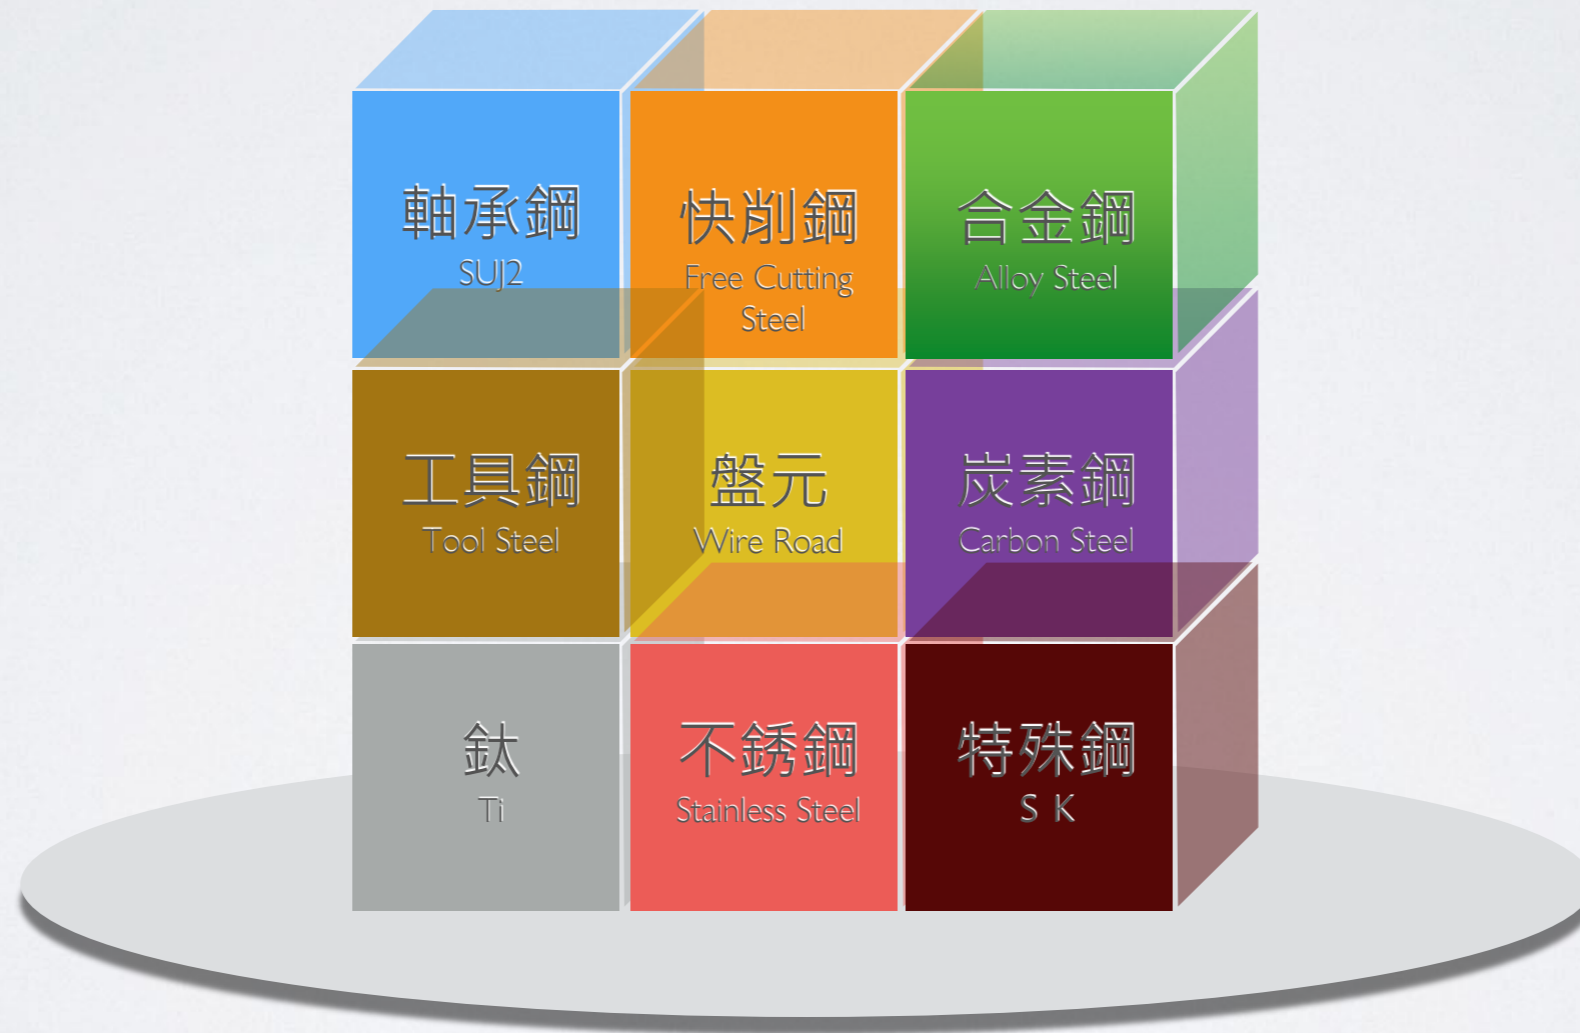 軸承鋼
SUJ2
快削鋼
Free Cutting
Steel
合金鋼
Alloy Steel
工具鋼
Tool Steel
盤元
Wire Road
炭素鋼
Carbon Steel
鈦
Ti
不銹鋼
Stainless Steel
特殊鋼
S K